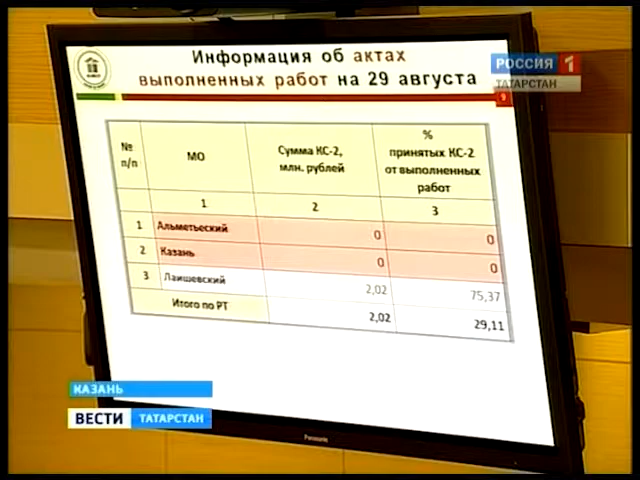 Информация об актах
выполненных работ на 29 августа
РОССИЯ 1
ТАТАРСТАН
9
№ п/п
МО
Сумма КС-2, млн. рублей
% принятых КС-2 от выполненных работ
1 2 3
1 Альметьеский 0 0
2 Казань 0 0
3 Лаишевский 2,02 75,37
Итого по РТ 2,02 29,11
Panasonic
КАЗАНЬ
ВЕСТИ ТАТАРСТАН